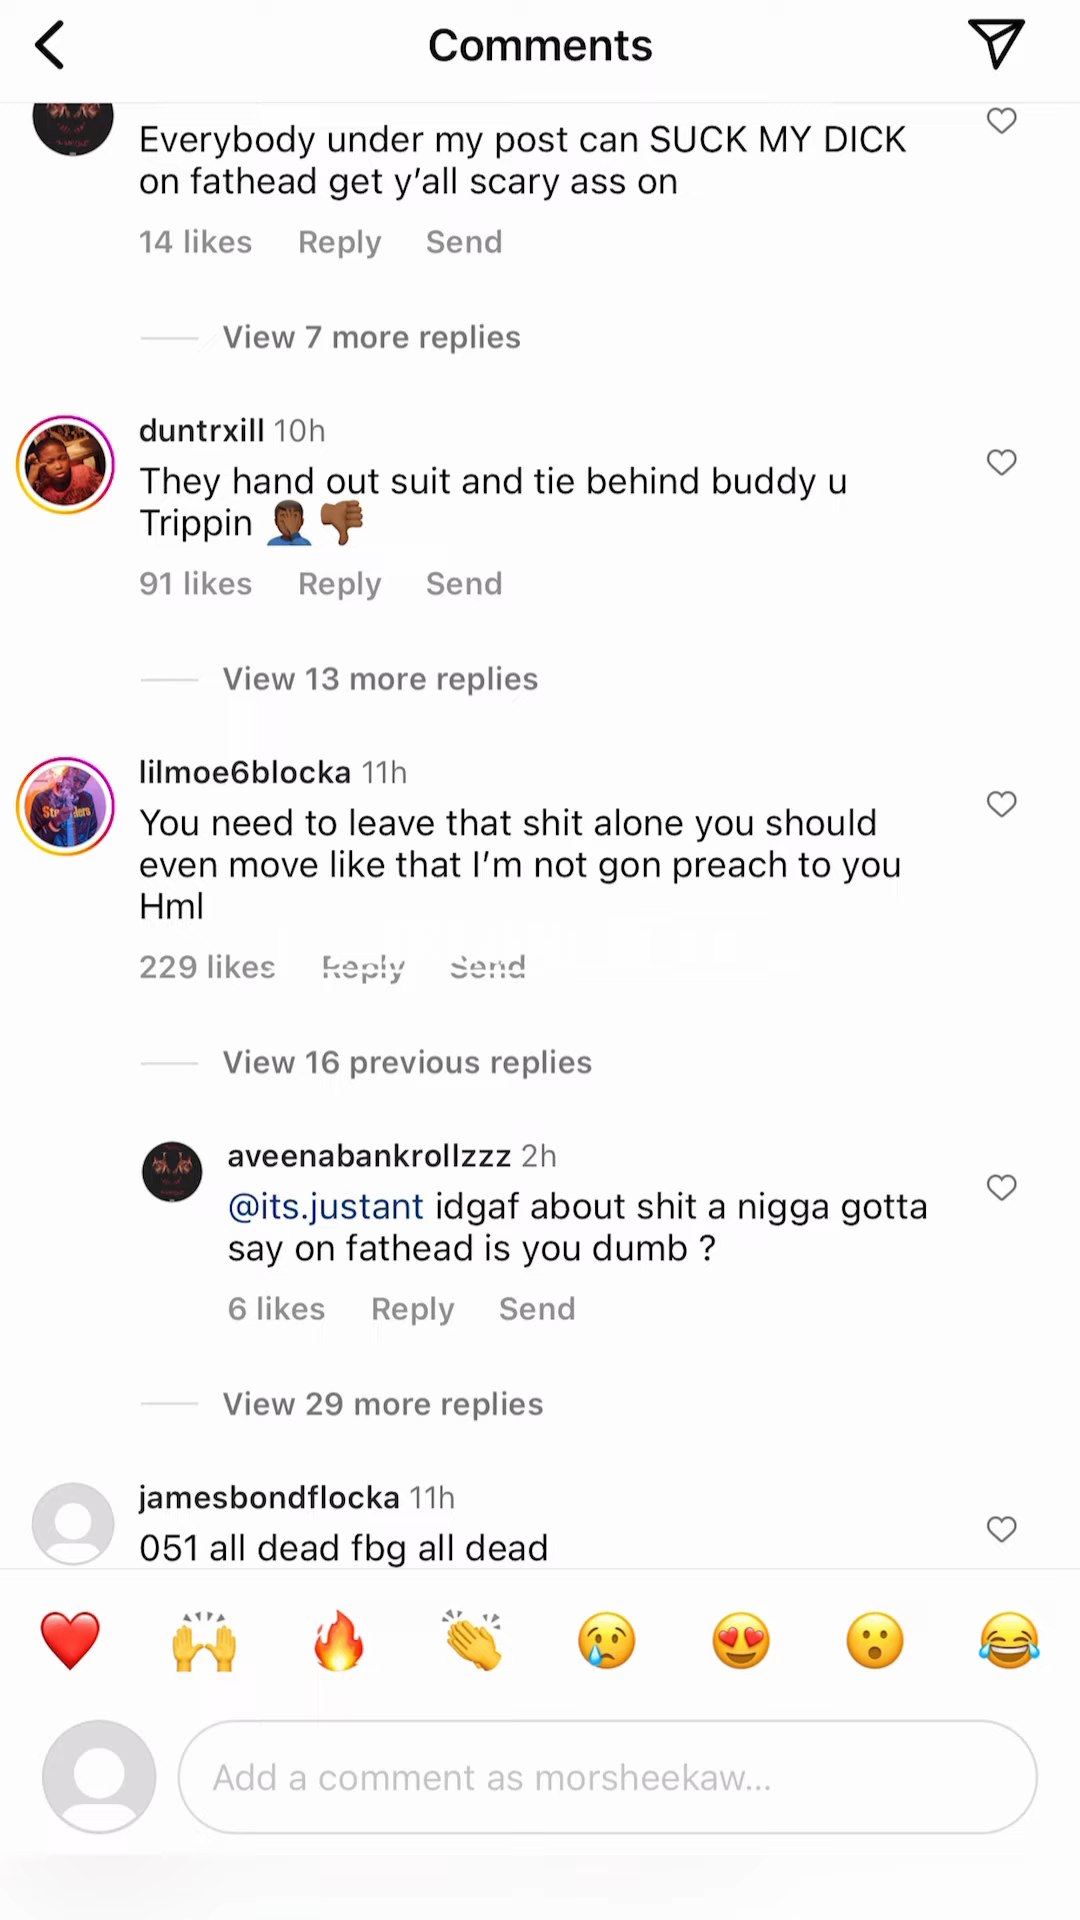 Comments
Everybody under my post can SUCK MY DICK
on fathead get y’all scary ass on
14 likes Reply Send
View 7 more replies
duntrxill 10h
They hand out suit and tie behind buddy u
Trippin 🤦🏾‍♂️👎🏾
91 likes Reply Send
View 13 more replies
lilmoe6blocka 11h
You need to leave that shit alone you should
even move like that I’m not gon preach to you
Hml
229 likes Reply Send
View 16 previous replies
aveenabankrollzzz 2h
@its.justant idgaf about shit a nigga gotta
say on fathead is you dumb ?
6 likes Reply Send
View 29 more replies
jamesbondflocka 11h
051 all dead fbg all dead
❤️🙌🔥👏😢😍😮😂
Add a comment as morsheekaw...